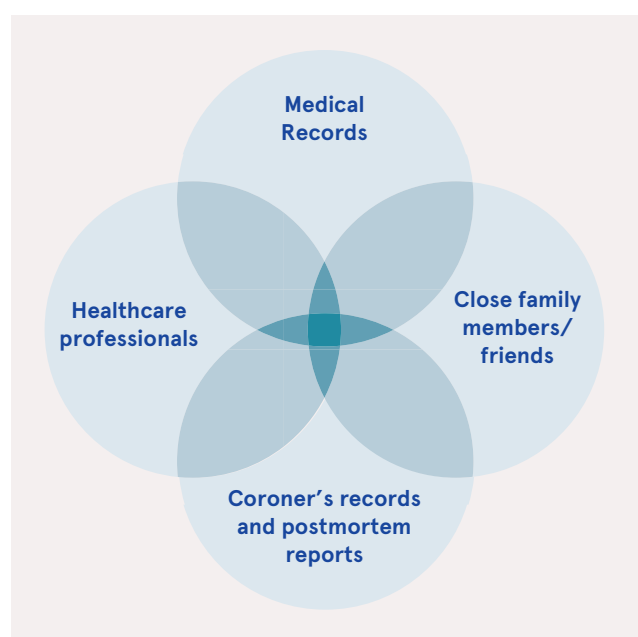 Medical
Records
Healthcare
professionals
Close family
members/
friends
Coroner’s records
and postmortem
reports